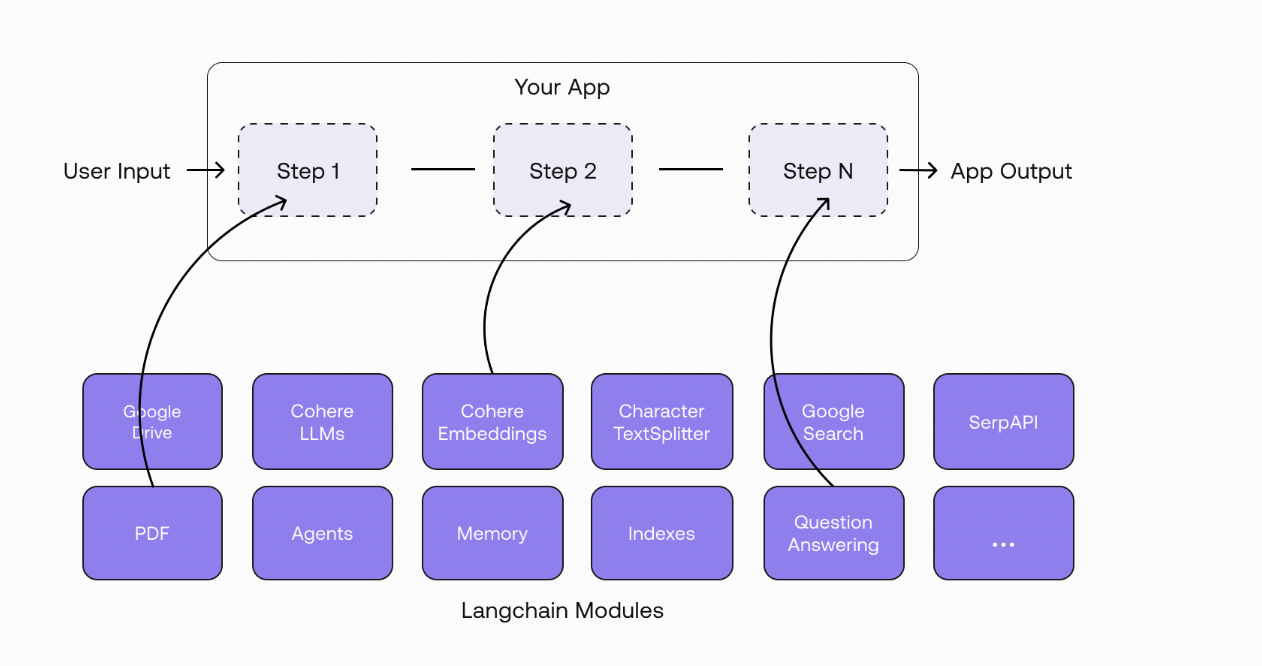 Your App
User Input
Step 1
Step 2
Step N
App Output
Google
Drive
Cohere
LLMs
Cohere
Embeddings
Character
TextSplitter
Google
Search
SerpAPI
PDF
Agents
Memory
Indexes
Question
Answering
...
Langchain Modules